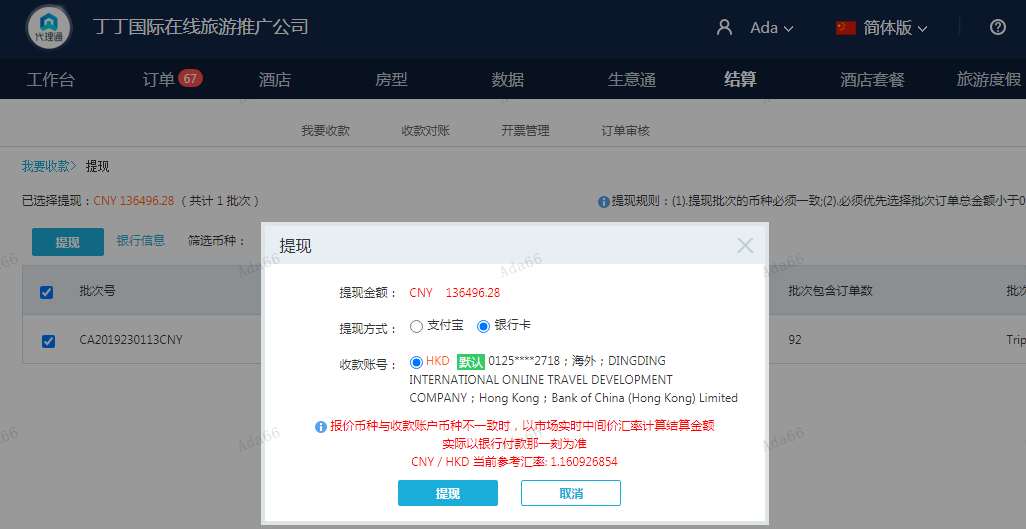 代理通
丁丁国际在线旅游推广公司
Ada
简体版
工作台 订单 67 酒店 房型 数据 生意通 结算 酒店套餐 旅游度假
我要收款 收款对账 开票管理 订单审核
我要收款> 提现
已选择提现：CNY 136496.28 （共计 1 批次）
提现规则：(1).提现批次的币种必须一致;(2).必须优先选择批次订单总金额小于0
提现 银行信息 筛选币种：
批次号 批次包含订单数 批次
CA2019230113CNY 92 Trip
提现
提现金额： CNY 136496.28
提现方式： 支付宝 银行卡
收款账号： HKD 默认 0125****2718；海外；DINGDING
INTERNATIONAL ONLINE TRAVEL DEVELOPMENT
COMPANY；Hong Kong；Bank of China (Hong Kong) Limited
报价币种与收款账户币种不一致时，以市场实时中间价汇率计算结算金额
实际以银行付款那一刻为准
CNY / HKD 当前参考汇率: 1.160926854
提现 取消
Ada66
Ada66
Ada66
Ada66
Ada66